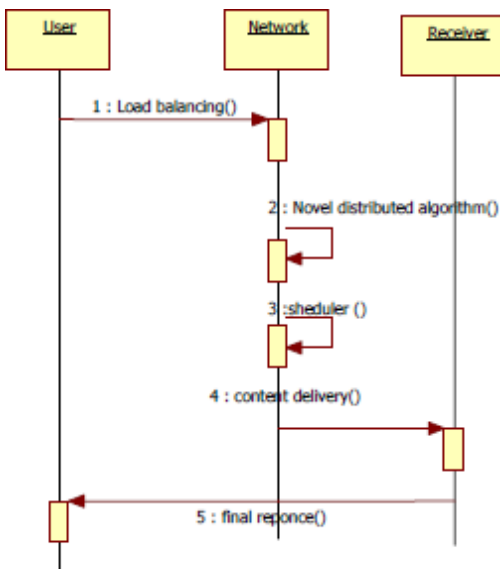 User
Network
Receiver
1 : Load balancing()
2 : Novel distributed algorithm()
3 :sheduler ()
4 : content delivery()
5 : final reponce()